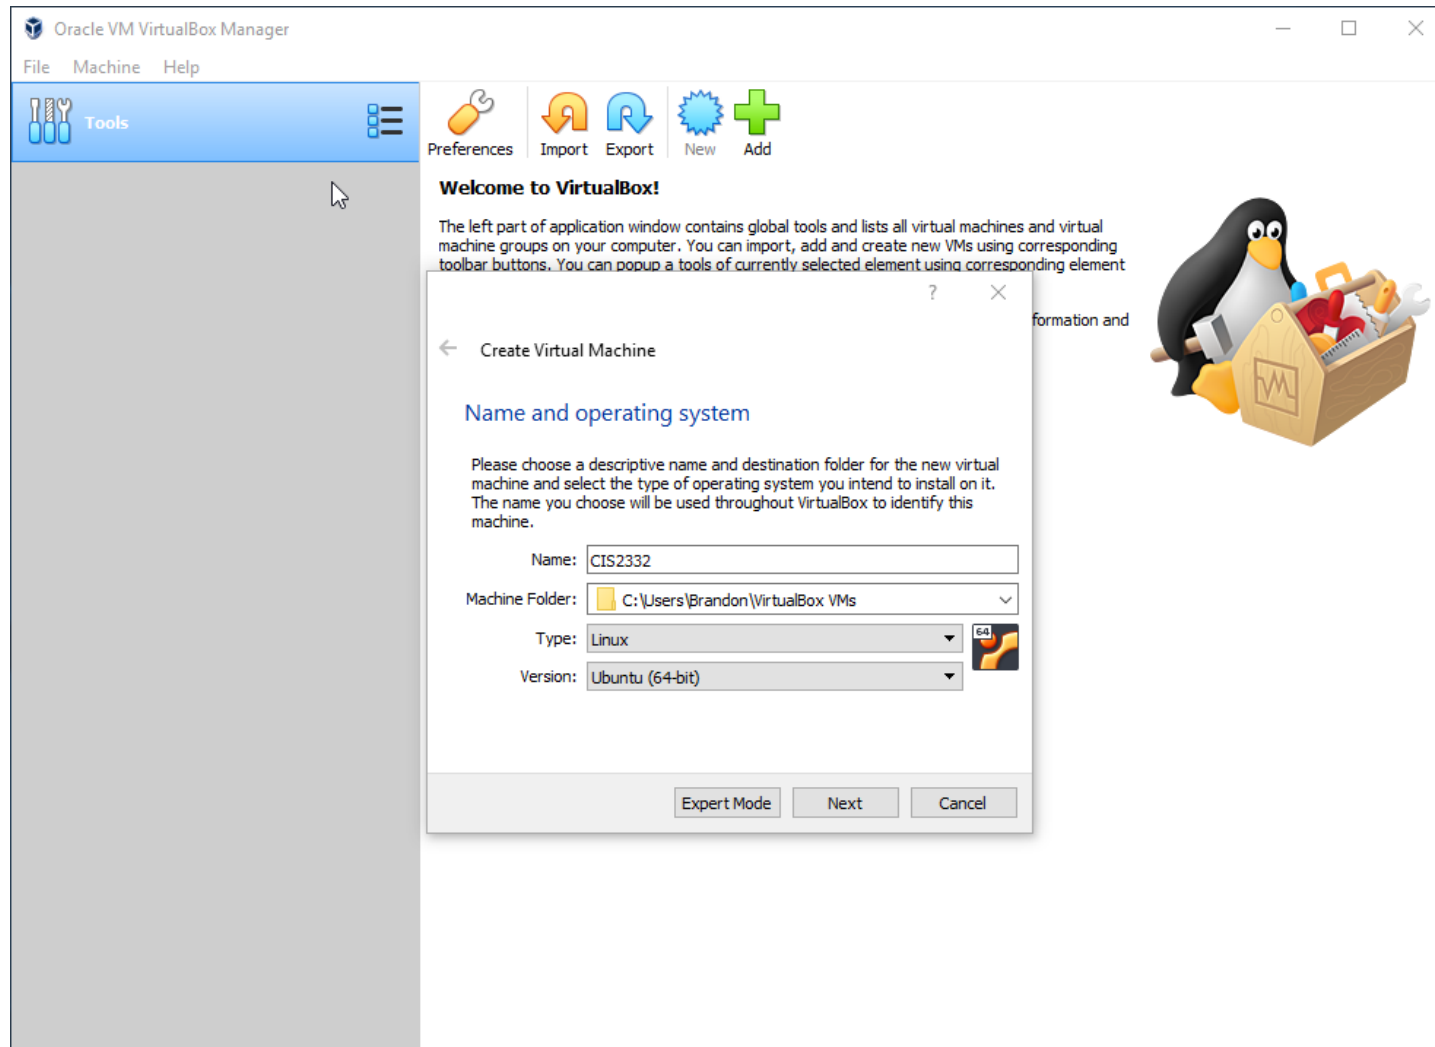 Oracle VM VirtualBox Manager
File Machine Help
Tools
Preferences Import Export New Add
Welcome to VirtualBox!
The left part of application window contains global tools and lists all virtual machines and virtual
machine groups on your computer. You can import, add and create new VMs using corresponding
toolbar buttons. You can popup a tools of currently selected element using corresponding element
?
formation and
Create Virtual Machine
Name and operating system
Please choose a descriptive name and destination folder for the new virtual
machine and select the type of operating system you intend to install on it.
The name you choose will be used throughout VirtualBox to identify this
machine.
Name: CIS2332
Machine Folder: C:\Users\Brandon\VirtualBox VMs
Type: Linux
64
Version: Ubuntu (64-bit)
Expert Mode Next Cancel